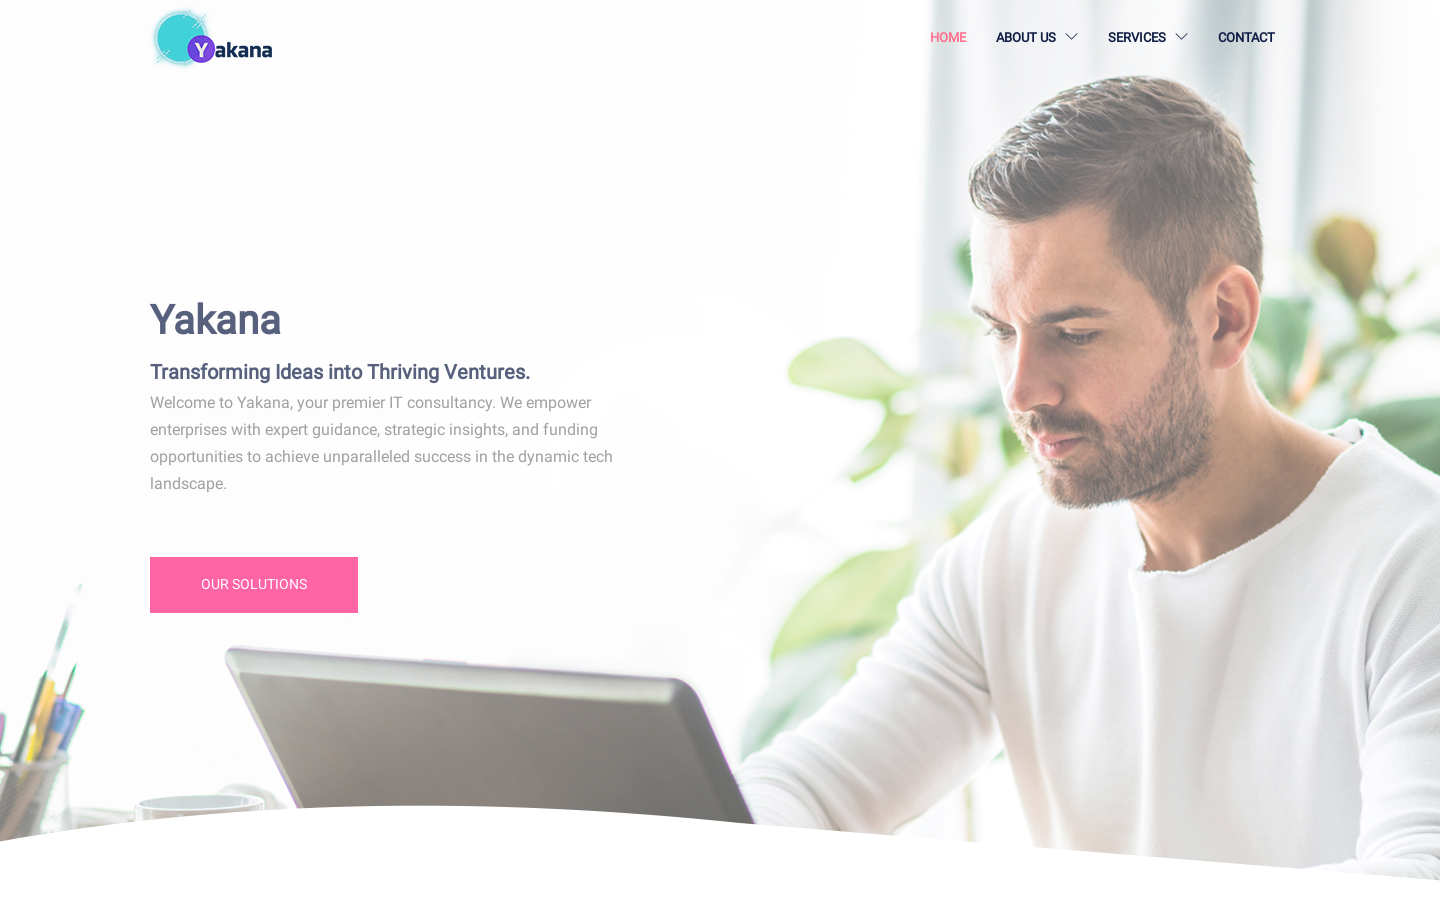 Yakana
HOME
ABOUT US
SERVICES
CONTACT
Yakana
Transforming Ideas into Thriving Ventures.
Welcome to Yakana, your premier IT consultancy. We empower
enterprises with expert guidance, strategic insights, and funding
opportunities to achieve unparalleled success in the dynamic tech
landscape.
OUR SOLUTIONS